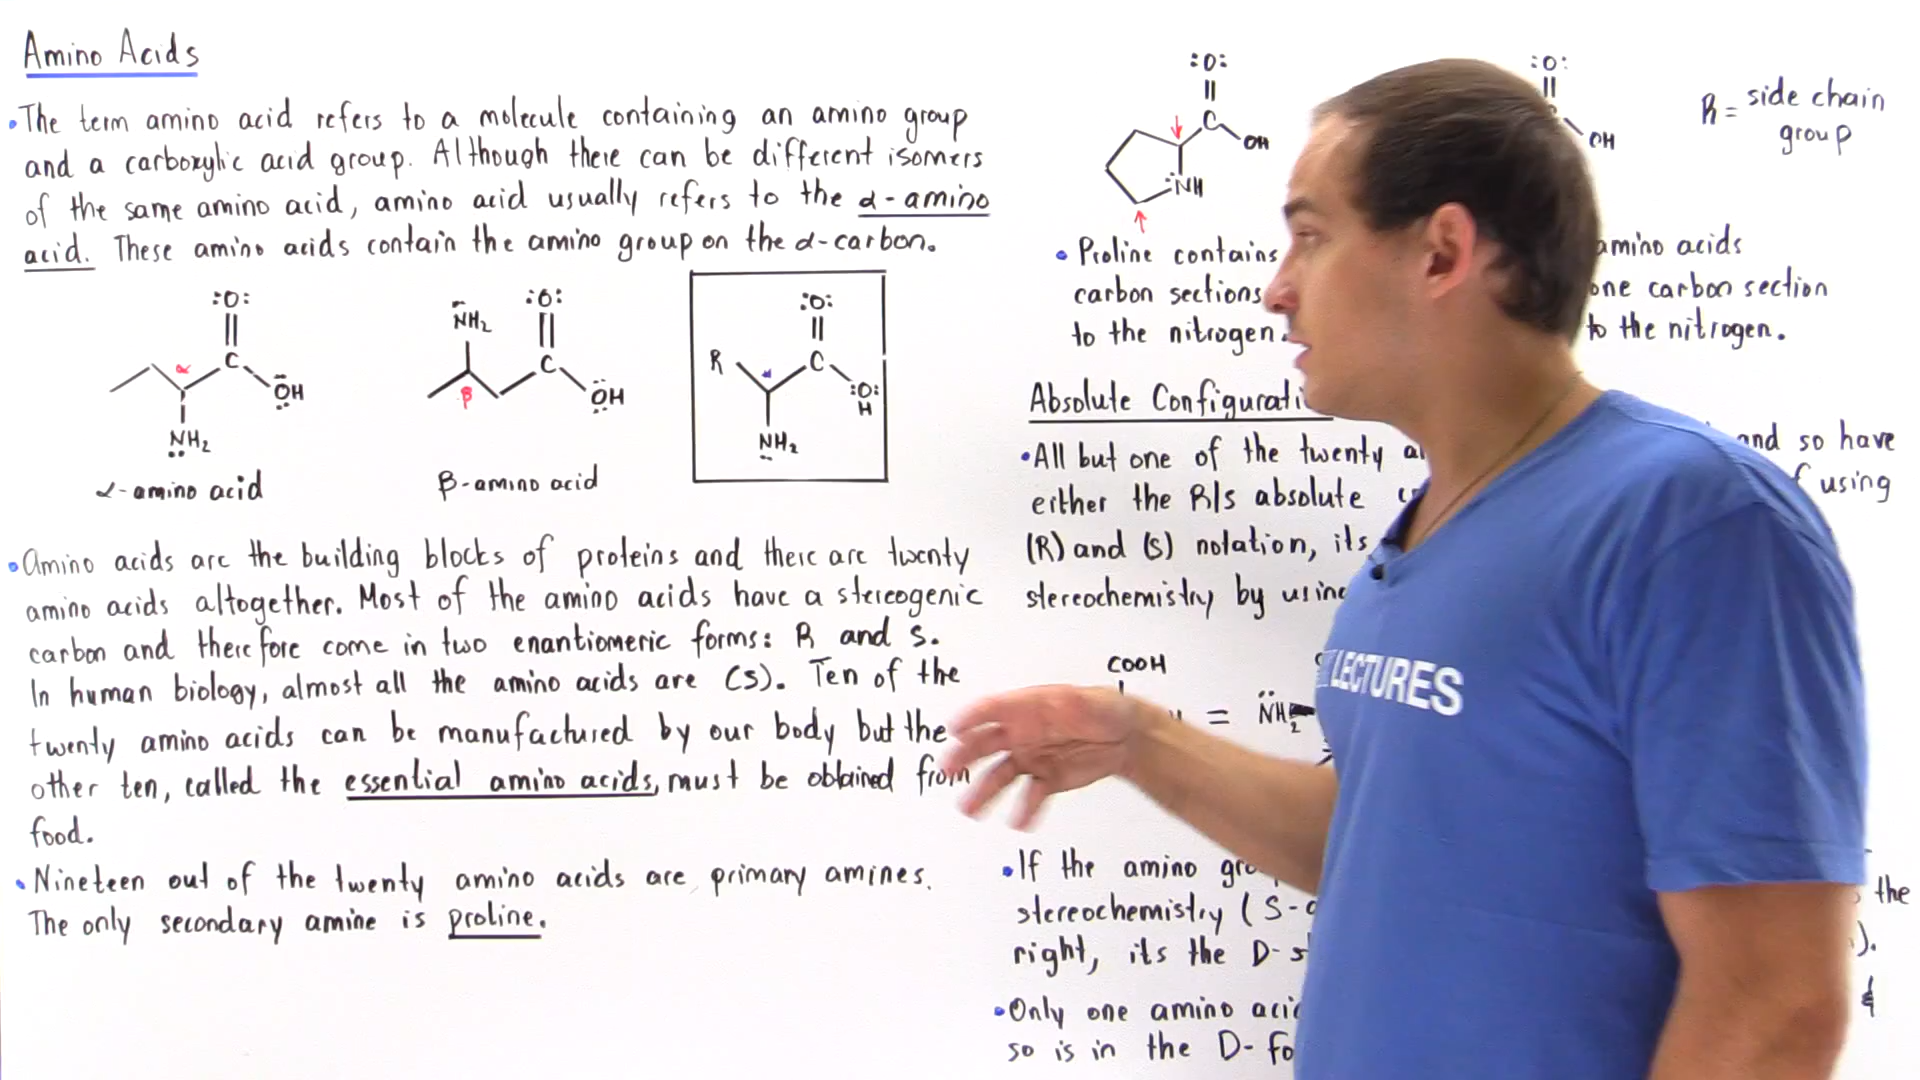 Amino Acids
• The term amino acid refers to a molecule containing an amino group
and a carboxylic acid group. Although there can be different isomers
of the same amino acid, amino acid usually refers to the α-amino
acid. These amino acids contain the amino group on the α-carbon.
:O:
C
α
OH
NH2
α-amino acid
NH2
:O:
C
β
OH
β-amino acid
:O:
R
C
:O:
H
NH2
• Amino acids are the building blocks of proteins and there are twenty
amino acids altogether. Most of the amino acids have a stereogenic
carbon and therefore come in two enantiomeric forms: R and S.
In human biology, almost all the amino acids are (S). Ten of the
twenty amino acids can be manufactured by our body but the
other ten, called the essential amino acids, must be obtained from
food.
• Nineteen out of the twenty amino acids are primary amines.
The only secondary amine is proline.
:O:
C
OH
:NH
:O:
OH
R = side chain
group
• Proline contains
carbon sections
to the nitrogen.
amino acids
one carbon section
to the nitrogen.
Absolute
• All but one of the twenty
either the R/S absolute
(R) and (S) notation, its
stereochemistry by using
and so have
using
COOH
= NH2
LECTURES
• If the amino
stereochemistry (S-
right, its the D-
the
• Only one amino
so is in the D-